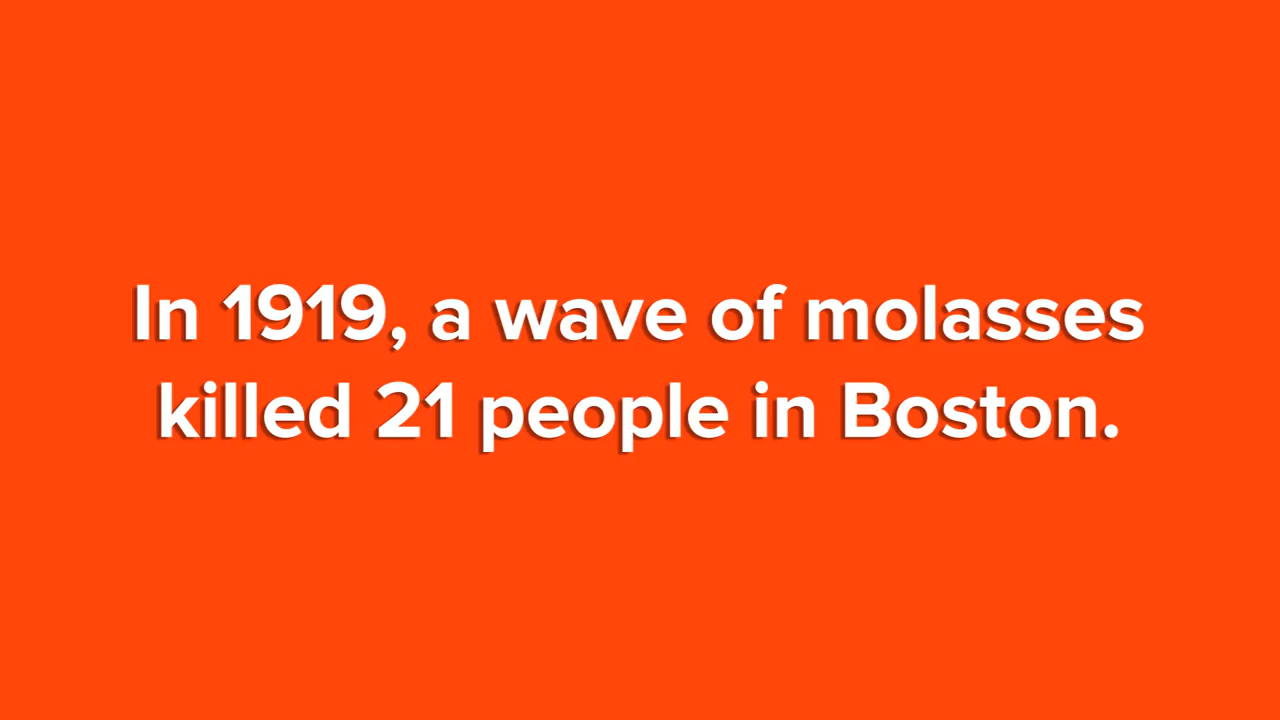 In 1919, a wave of molasses
killed 21 people in Boston.